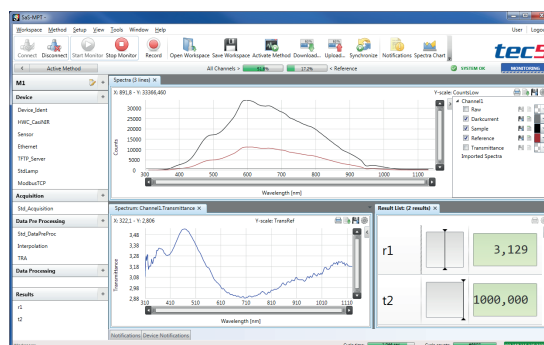 SaS-MPT -
Workspace Method Setup View Tools Window Help
User Logou
Connect Disconnect Start Monitor Stop Monitor Record Open Workspace Save Workspace Activate Method Download... Upload... Synchronize Notifications Spectra Chart
tec5
Active Method
All Channels > < Reference
SYSTEM OK
MONITORING
M1
Device
Device_Ident
HWC_CasNIR
Sensor
Ethernet
TFTP_Server
StdLamp
ModbusTCP
Acquisition
Std_Acquisition
Data Pre Processing
Std_DataPreProc
Interpolation
TRA
Data Processing
Results
r1
t2
Spectra (3 lines) ×
X: 891,8 - Y: 33366,460
Y-scale: CountsLow
Counts
30000
25000
20000
15000
10000
5000
0
300 400 500 600 700 800 900 1000 1100
Wavelength [nm]
Channel1
Raw
Darkcurrent
Sample
Reference
Transmittance
Imported Spectra
Spectrum: Channel1.Transmittance ×
X: 322,1 - Y: 2,806
Y-scale: TransRef
Transmittance
3,48
3,38
3,28
3,18
3,08
2,98
2,88
310 410 510 610 710 810 910 1010 1110
Wavelength [nm]
Result List: (2 results) ×
r1
3,129
t2
1000,000
Notifications Device Notifications